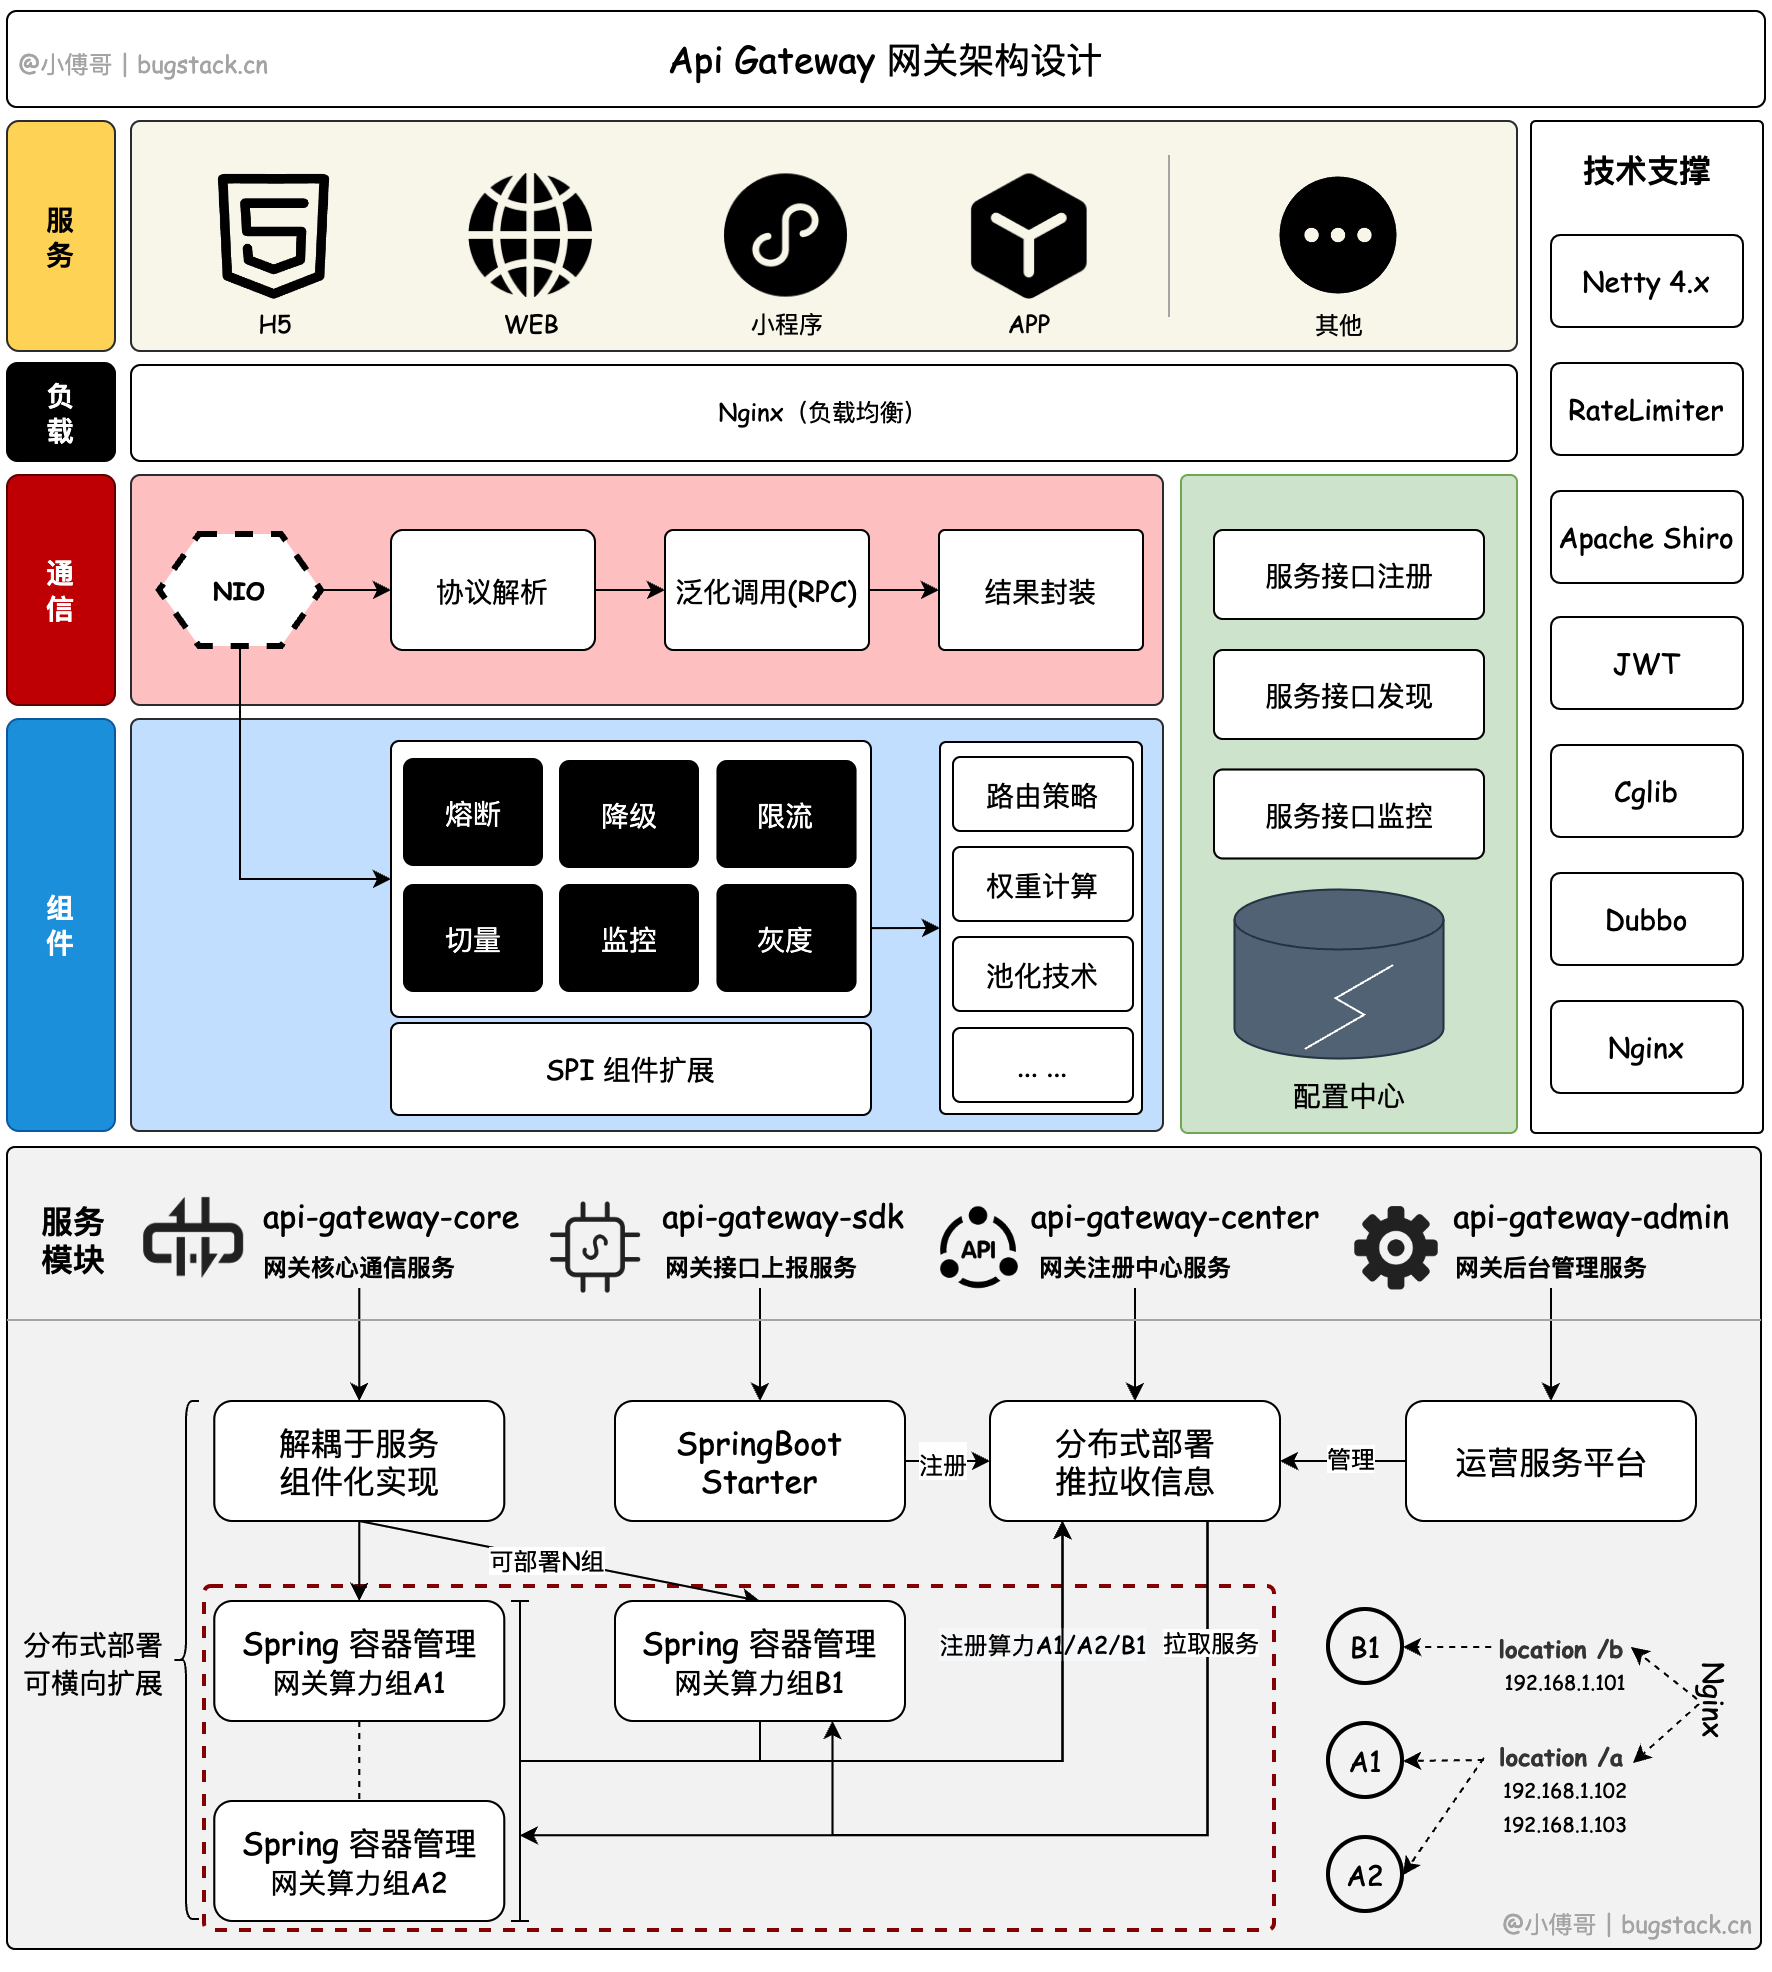 @小傅哥 | bugstack.cn
Api Gateway 网关架构设计
服
务
H5
WEB
小程序
APP
其他
负
载
Nginx（负载均衡）
通
信
NIO
协议解析
泛化调用(RPC)
结果封装
组
件
熔断
降级
限流
切量
监控
灰度
SPI 组件扩展
路由策略
权重计算
池化技术
... ...
服务接口注册
服务接口发现
服务接口监控
配置中心
技术支撑
Netty 4.x
RateLimiter
Apache Shiro
JWT
Cglib
Dubbo
Nginx
服务
模块
api-gateway-core
网关核心通信服务
api-gateway-sdk
网关接口上报服务
API
api-gateway-center
网关注册中心服务
api-gateway-admin
网关后台管理服务
解耦于服务
组件化实现
SpringBoot
Starter
注册
分布式部署
推拉收信息
管理
运营服务平台
可部署N组
分布式部署
可横向扩展
Spring 容器管理
网关算力组A1
Spring 容器管理
网关算力组B1
注册算力A1/A2/B1
拉取服务
Spring 容器管理
网关算力组A2
B1
location /b
192.168.1.101
Nginx
A1
location /a
192.168.1.102
192.168.1.103
A2
@小傅哥 | bugstack.cn